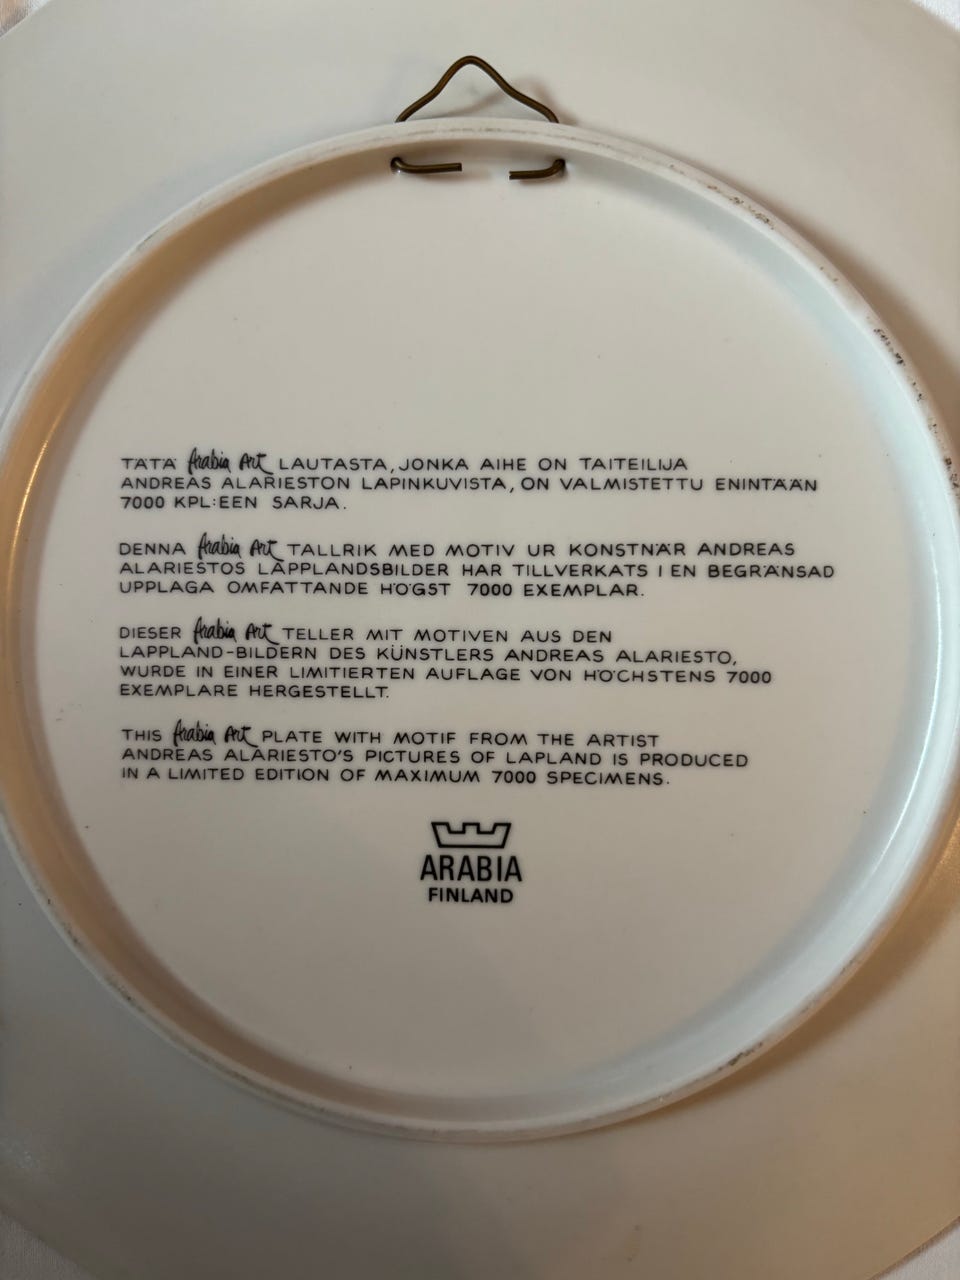 TÄTÄ Arabia Art LAUTASTA, JONKA AIHE ON TAITEILIJA
ANDREAS ALARIESTON LAPINKUVISTA, ON VALMISTETTU ENINTÄÄN
7000 KPL:EEN SARJA.
DENNA Arabia Art TALLRIK MED MOTIV UR KONSTNÄR ANDREAS
ALARIESTOS LAPPLANDSBILDER HAR TILLVERKATS I EN BEGRÄNSAD
UPPLAGA OMFATTANDE HÖGST 7000 EXEMPLAR.
DIESER Arabia Art TELLER MIT MOTIVEN AUS DEN
LAPPLAND-BILDERN DES KÜNSTLERS ANDREAS ALARIESTO,
WURDE IN EINER LIMITIERTEN AUFLAGE VON HÖCHSTENS 7000
EXEMPLARE HERGESTELLT.
THIS Arabia Art PLATE WITH MOTIF FROM THE ARTIST
ANDREAS ALARIESTO'S PICTURES OF LAPLAND IS PRODUCED
IN A LIMITED EDITION OF MAXIMUM 7000 SPECIMENS.
ARABIA
FINLAND